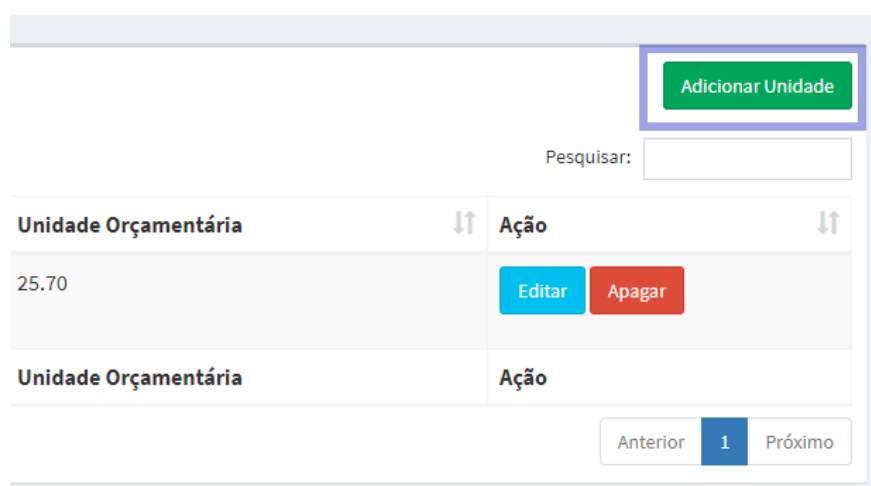 Adicionar Unidade
Pesquisar:
Unidade Orçamentária Ação
25.70 Editar Apagar
Unidade Orçamentária Ação
Anterior 1 Próximo